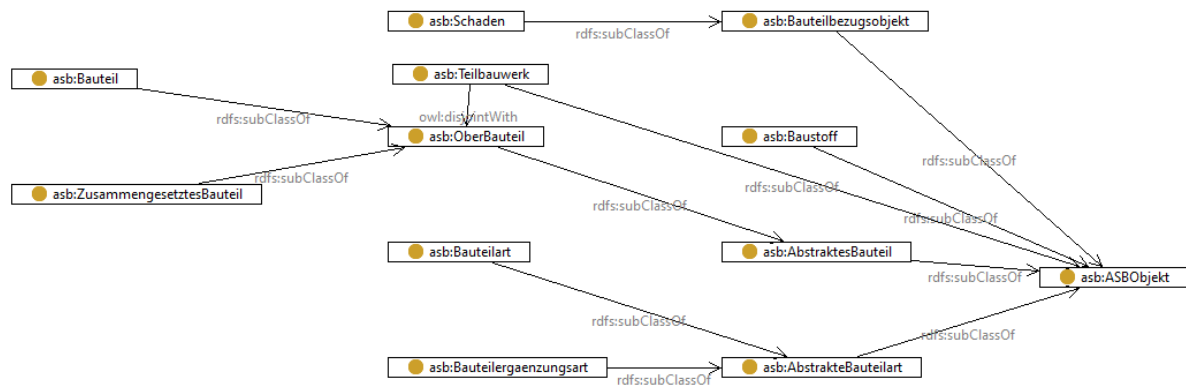 asb:Schaden
rdfs:subClassOf
asb:Bauteilbezugsobjekt
asb:Bauteil
rdfs:subClassOf
asb:Teilbauwerk
owl:disjointWith
asb:OberBauteil
asb:Baustoff
rdfs:subClassOf
asb:ZusammengesetztesBauteil
rdfs:subClassOf
rdfs:subClassOf
rdfs:subClassOf
rdfs:subClassOf
asb:Bauteilart
asb:AbstraktesBauteil
rdfs:subClassOf
asb:ASBObjekt
rdfs:subClassOf
rdfs:subClassOf
asb:Bauteilergaenzungsart
rdfs:subClassOf
asb:AbstrakteBauteilart